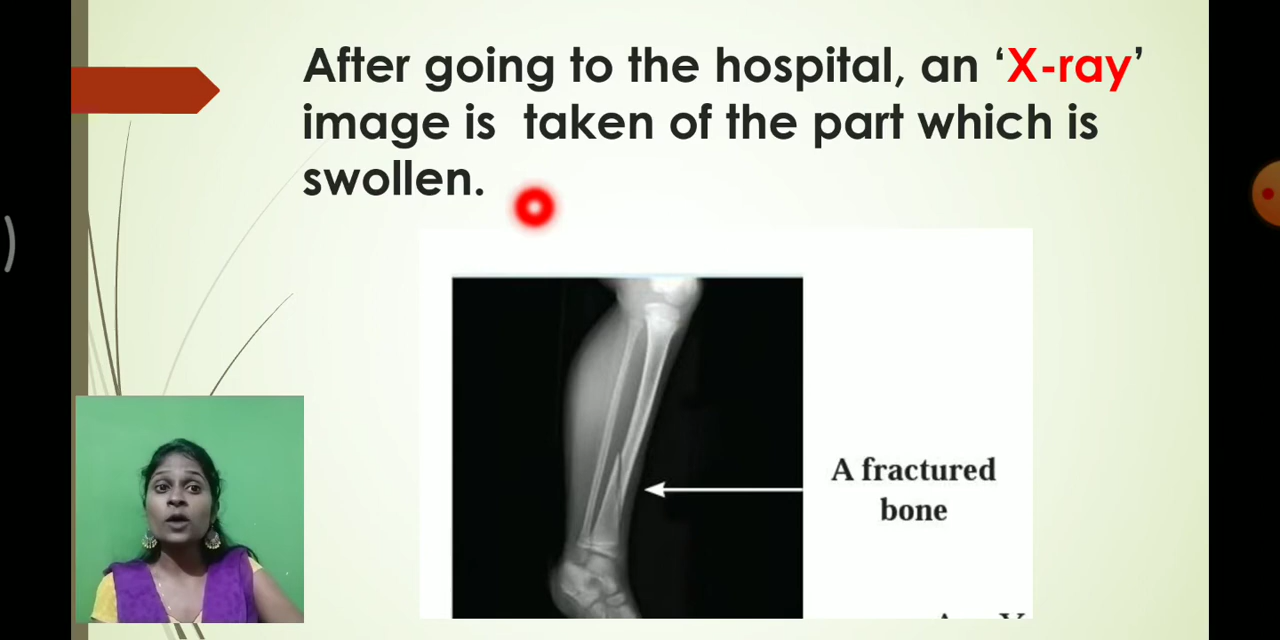 After going to the hospital, an ‘X-ray’
image is taken of the part which is
swollen.
A fractured
bone